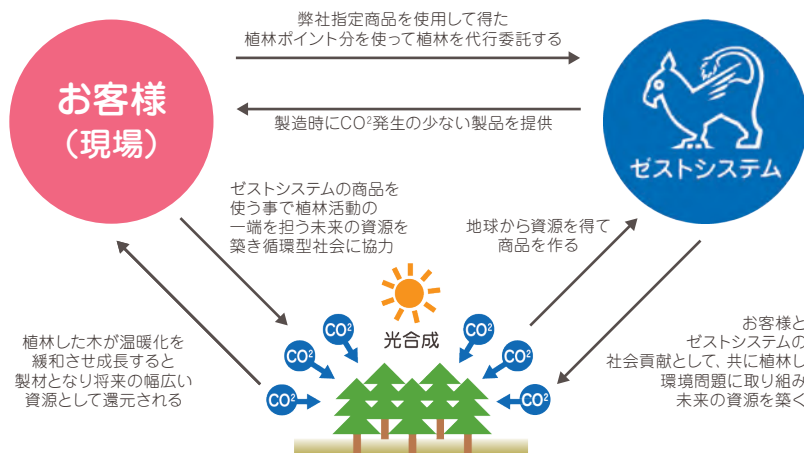 弊社指定商品を使用して得た
植林ポイント分を使って植林を代行委託する
お客様
（現場）
製造時にCO²発生の少ない製品を提供
ゼストシステム
ゼストシステムの商品を
使う事で植林活動の
一端を担う未来の資源を
築き循環型社会に協力
地球から資源を得て
商品を作る
光合成
CO²
CO²
CO²
CO²
CO²
CO²
植林した木が温暖化を
緩和させ成長すると
製材となり将来の幅広い
資源として還元される
お客様と
ゼストシステムの
社会貢献として、共に植林し
環境問題に取り組み
未来の資源を築く